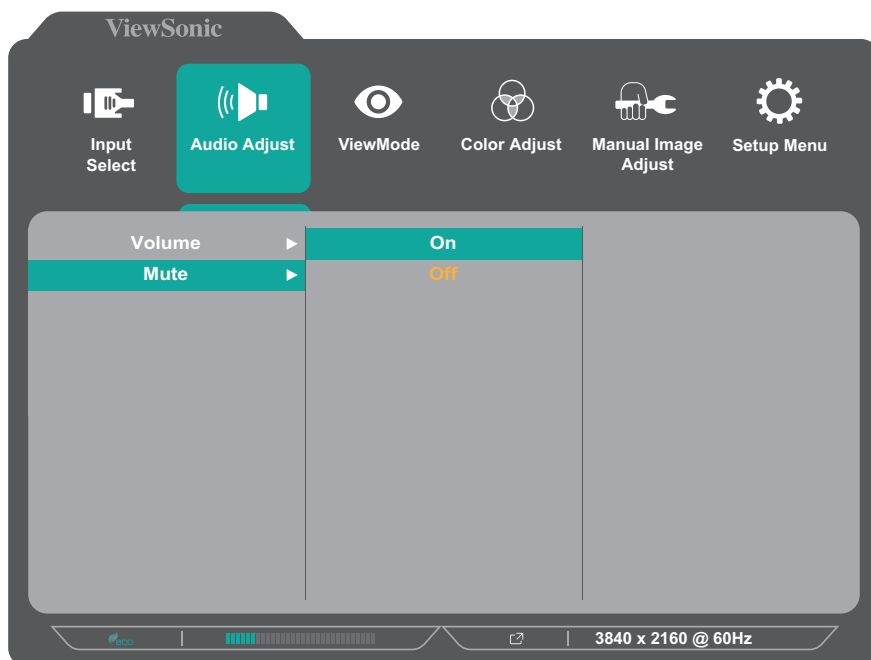 ViewSonic
Input Select
Audio Adjust
ViewMode
Color Adjust
Manual Image Adjust
Setup Menu
Volume
On
Mute
Off
eco
3840 x 2160 @ 60Hz